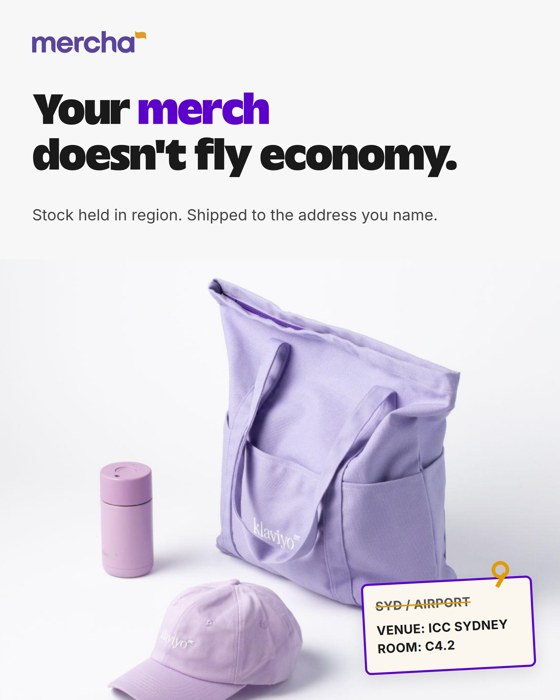 mercha
Your merch
doesn't fly economy.
Stock held in region. Shipped to the address you name.
klaviyo
SYD / AIRPORT
VENUE: ICC SYDNEY
ROOM: C4.2